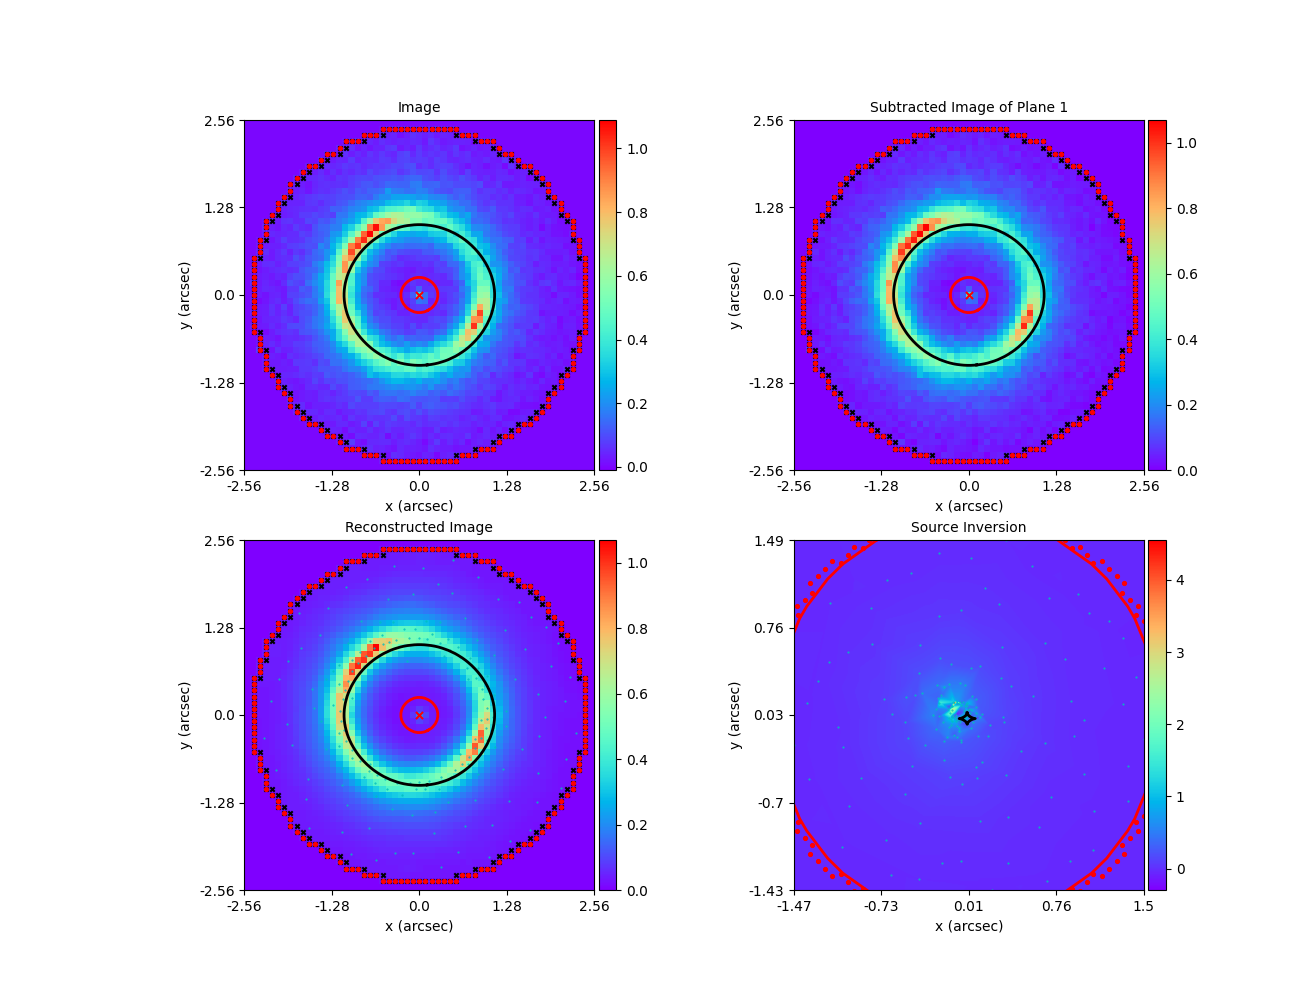 Image
2.56
1.28
0.0
-1.28
-2.56
y (arcsec)
-2.56 -1.28 0.0 1.28 2.56
x (arcsec)
1.0
0.8
0.6
0.4
0.2
0.0
Subtracted Image of Plane 1
2.56
1.28
0.0
-1.28
-2.56
y (arcsec)
-2.56 -1.28 0.0 1.28 2.56
x (arcsec)
1.0
0.8
0.6
0.4
0.2
0.0
Reconstructed Image
2.56
1.28
0.0
-1.28
-2.56
y (arcsec)
-2.56 -1.28 0.0 1.28 2.56
x (arcsec)
1.0
0.8
0.6
0.4
0.2
0.0
Source Inversion
1.49
0.76
0.03
-0.7
-1.43
y (arcsec)
-1.47 -0.73 0.01 0.76 1.5
x (arcsec)
4
3
2
1
0